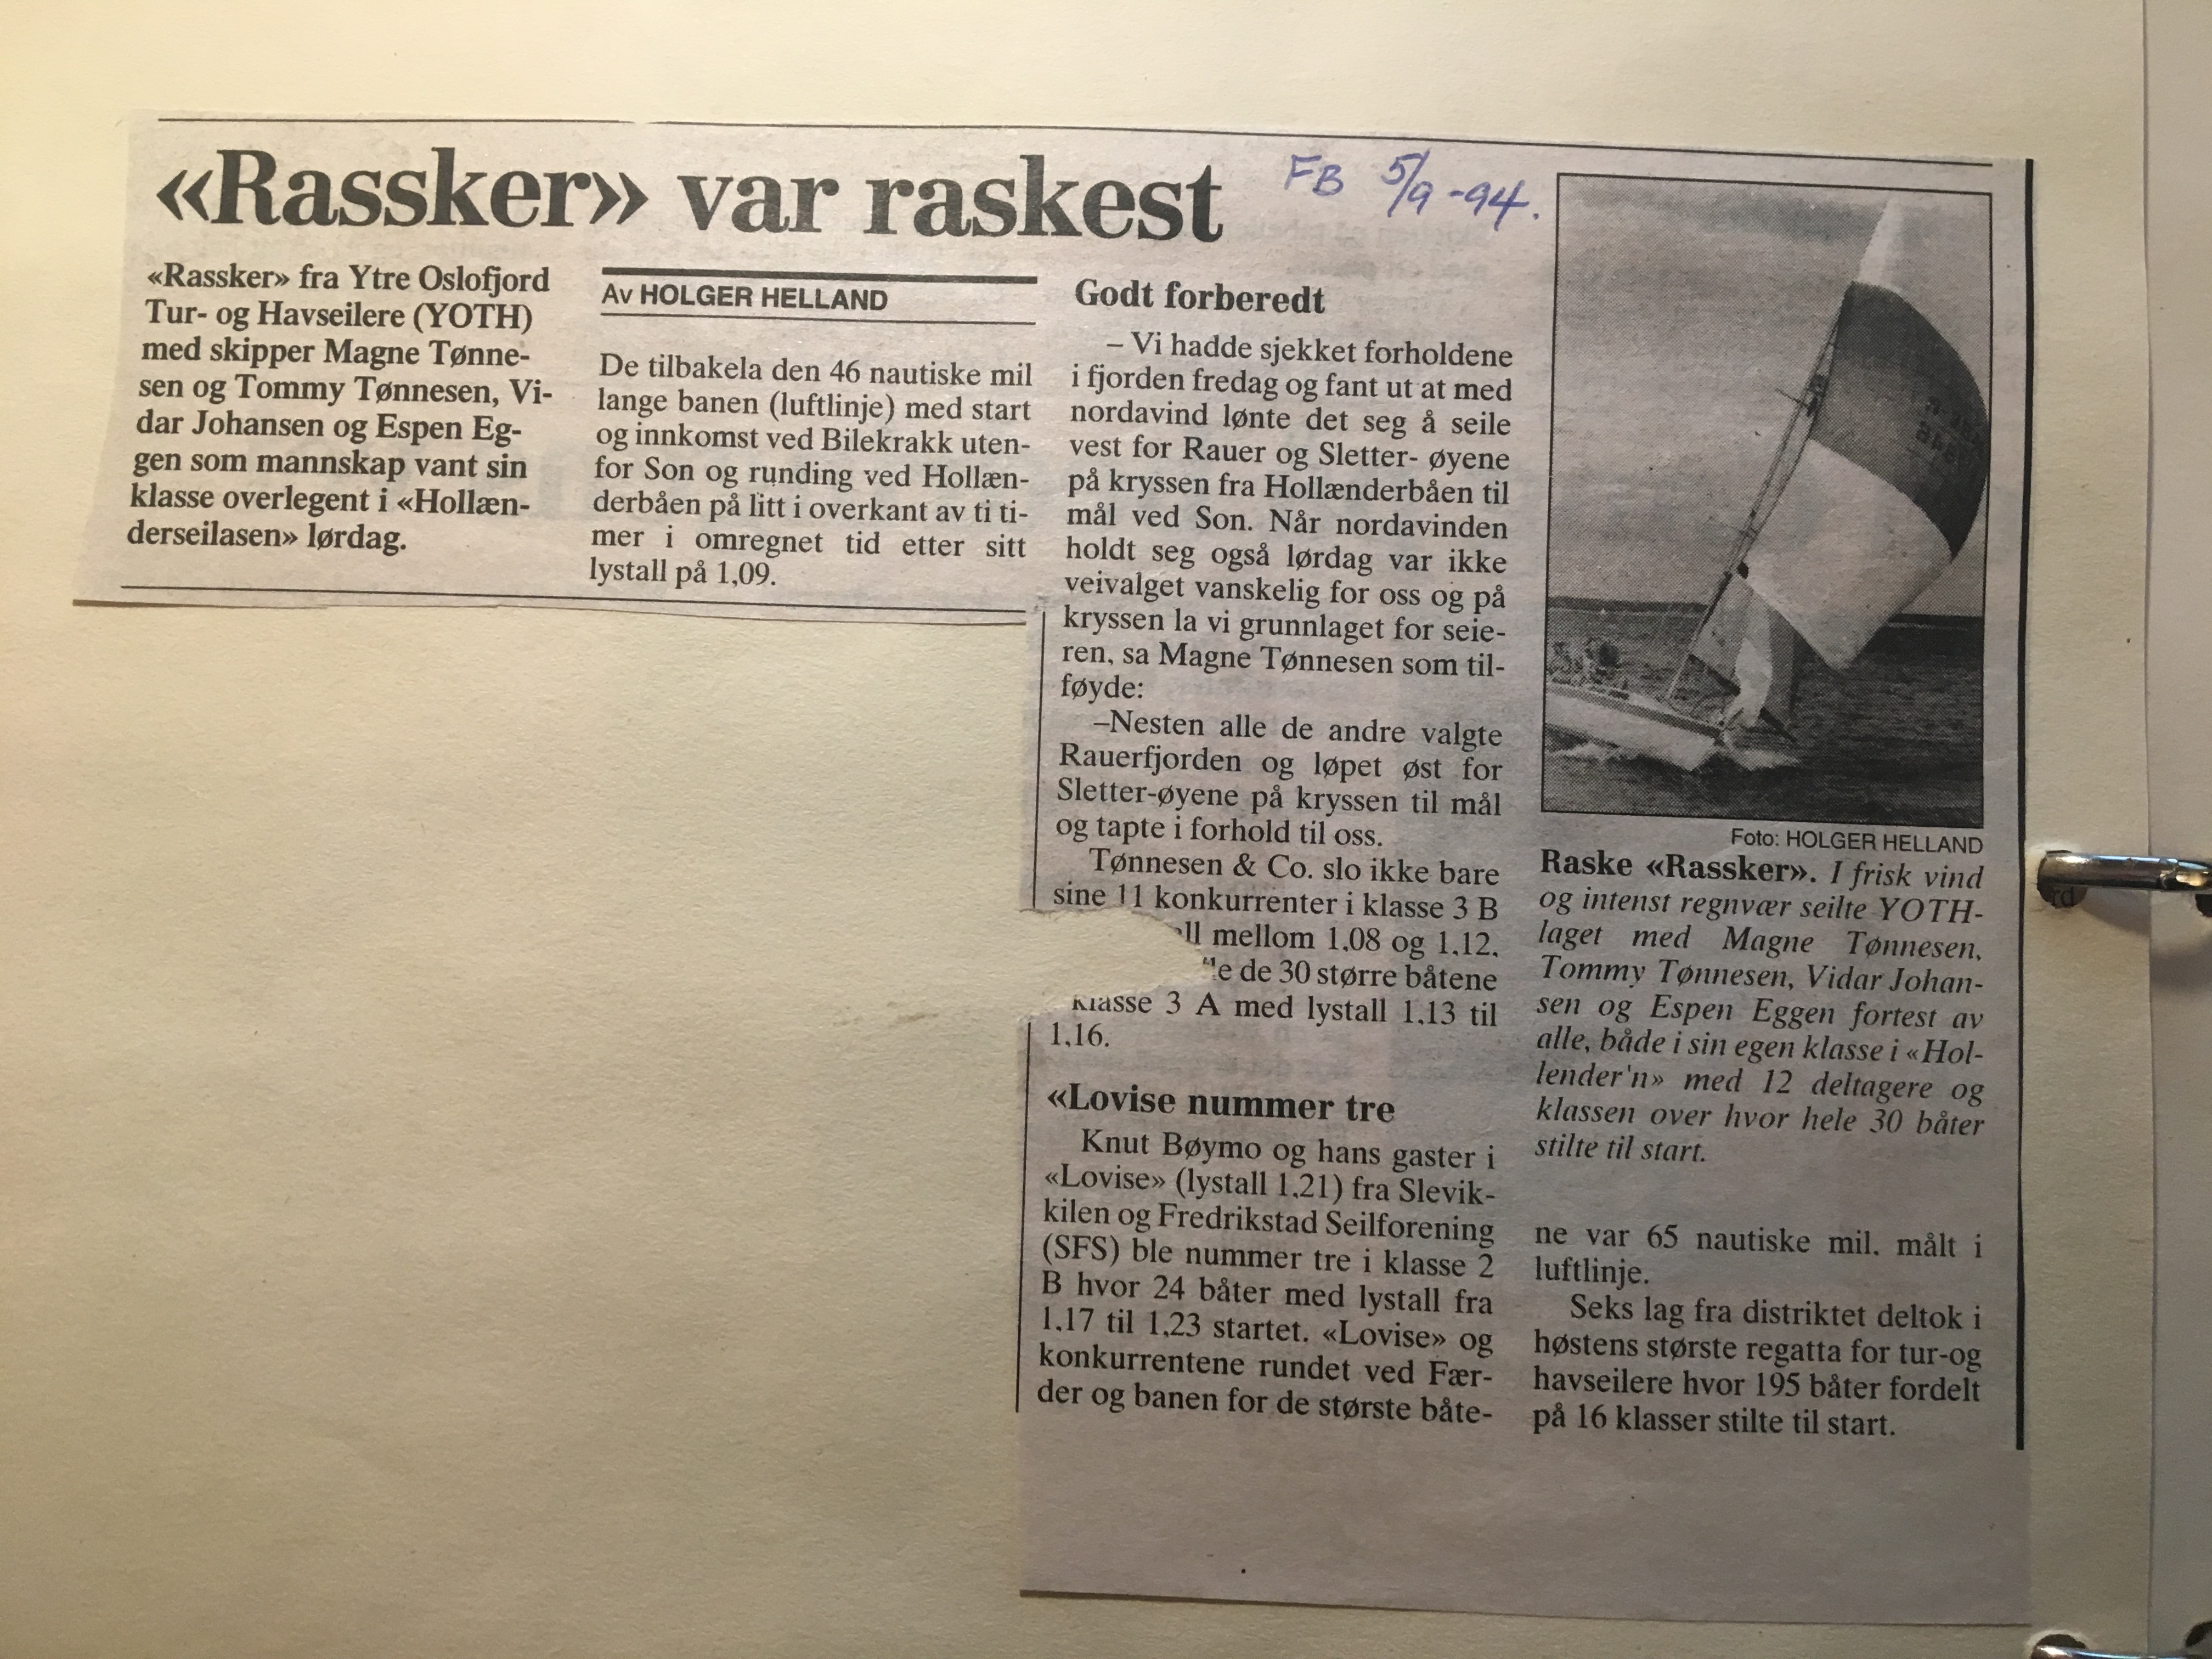 «Rassker» var raskest
FB 5/9 -94.
«Rassker» fra Ytre Oslofjord
Tur- og Havseilere (YOTH)
med skipper Magne Tønne-
sen og Tommy Tønnesen, Vi-
dar Johansen og Espen Eg-
gen som mannskap vant sin
klasse overlegent i «Hollæn-
derseilasen» lørdag.
Av HOLGER HELLAND
De tilbakela den 46 nautiske mil
lange banen (luftlinje) med start
og innkomst ved Bilekrakk uten-
for Son og runding ved Hollæn-
derbåen på litt i overkant av ti ti-
mer i omregnet tid etter sitt
lystall på 1,09.
Godt forberedt
– Vi hadde sjekket forholdene
i fjorden fredag og fant ut at med
nordavind lønte det seg å seile
vest for Rauer og Sletter- øyene
på kryssen fra Hollænderbåen til
mål ved Son. Når nordavinden
holdt seg også lørdag var ikke
veivalget vanskelig for oss og på
kryssen la vi grunnlaget for seie-
ren, sa Magne Tønnesen som til-
føyde:
–Nesten alle de andre valgte
Rauerfjorden og løpet øst for
Sletter-øyene på kryssen til mål
og tapte i forhold til oss.
Tønnesen & Co. slo ikke bare
sine 11 konkurrenter i klasse 3 B
mellom 1,08 og 1,12,
de 30 større båtene
klasse 3 A med lystall 1,13 til
1,16.
«Lovise nummer tre
Knut Bøymo og hans gaster i
«Lovise» (lystall 1,21) fra Slevik-
kilen og Fredrikstad Seilforening
(SFS) ble nummer tre i klasse 2
B hvor 24 båter med lystall fra
1,17 til 1,23 startet. «Lovise» og
konkurrentene rundet ved Fær-
der og banen for de største båte-
Foto: HOLGER HELLAND
Raske «Rassker». I frisk vind
og intenst regnvær seilte YOTH-
laget med Magne Tønnesen,
Tommy Tønnesen, Vidar Johan-
sen og Espen Eggen fortest av
alle, både i sin egen klasse i «Hol-
lender'n» med 12 deltagere og
klassen over hvor hele 30 båter
stilte til start.
ne var 65 nautiske mil, målt i
luftlinje.
Seks lag fra distriktet deltok i
høstens største regatta for tur-og
havseilere hvor 195 båter fordelt
på 16 klasser stilte til start.